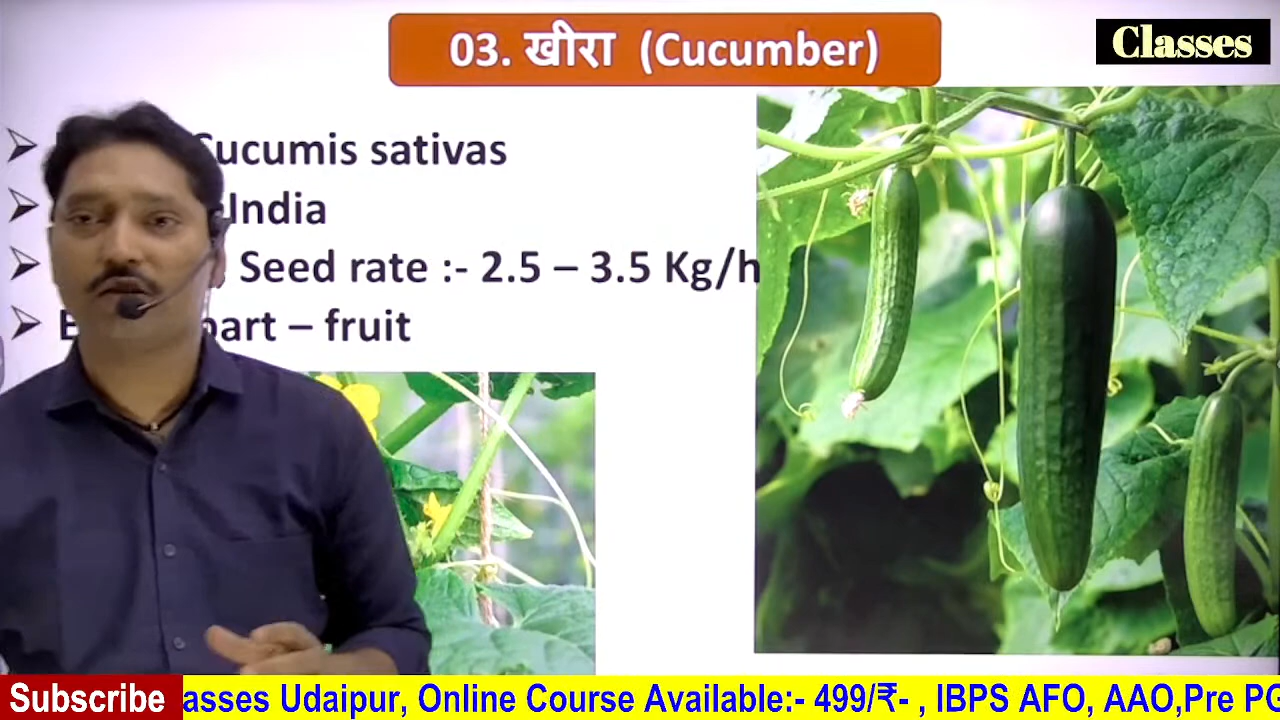 03. खीरा (Cucumber)
Classes
Cucumis sativas
India
Seed rate :- 2.5 – 3.5 Kg/h
part – fruit
Subscribe
asses Udaipur, Online Course Available:- 499/₹- , IBPS AFO, AAO,Pre PG